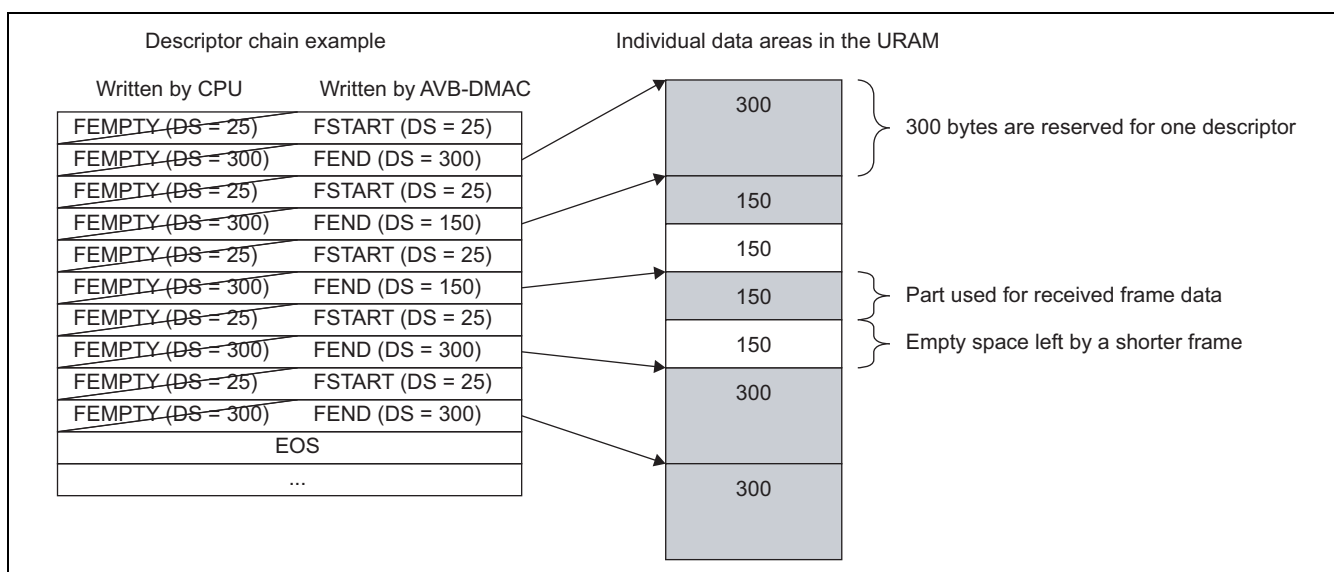 Descriptor chain example
Individual data areas in the URAM
Written by CPU Written by AVB-DMAC
FEMPTY (DS = 25) FSTART (DS = 25)
FEMPTY (DS = 300) FEND (DS = 300)
FEMPTY (DS = 25) FSTART (DS = 25)
FEMPTY (DS = 300) FEND (DS = 150)
FEMPTY (DS = 25) FSTART (DS = 25)
FEMPTY (DS = 300) FEND (DS = 150)
FEMPTY (DS = 25) FSTART (DS = 25)
FEMPTY (DS = 300) FEND (DS = 300)
FEMPTY (DS = 25) FSTART (DS = 25)
FEMPTY (DS = 300) FEND (DS = 300)
EOS
...
300
150
150
150
150
300
300
300 bytes are reserved for one descriptor
Part used for received frame data
Empty space left by a shorter frame